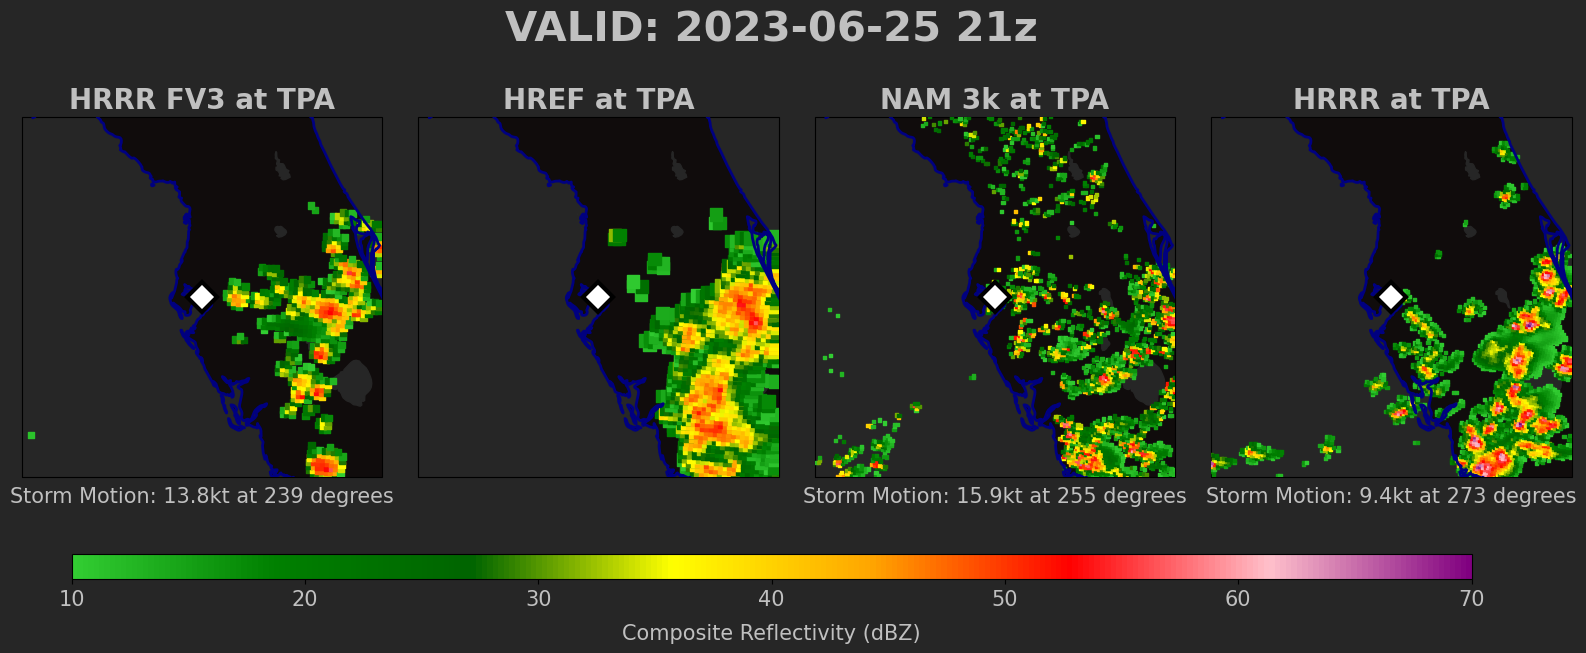 VALID: 2023-06-25 21z
HRRR FV3 at TPA
HREF at TPA
NAM 3k at TPA
HRRR at TPA
Storm Motion: 13.8kt at 239 degrees
Storm Motion: 15.9kt at 255 degrees
Storm Motion: 9.4kt at 273 degrees
10 20 30 40 50 60 70
Composite Reflectivity (dBZ)